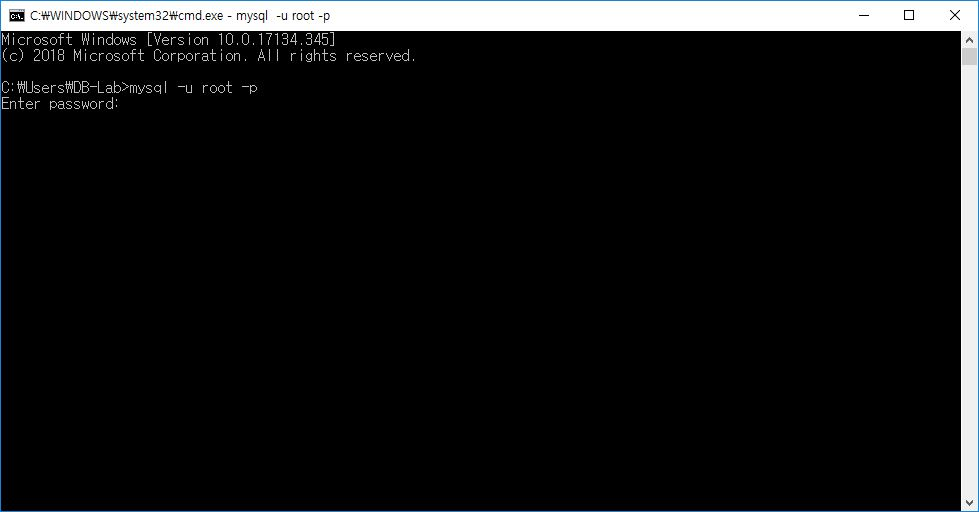 C:₩WINDOWS₩system32₩cmd.exe - mysql  -u root -p
Microsoft Windows [Version 10.0.17134.345]
(c) 2018 Microsoft Corporation. All rights reserved.
C:₩Users₩DB-Lab>mysql -u root -p
Enter password: